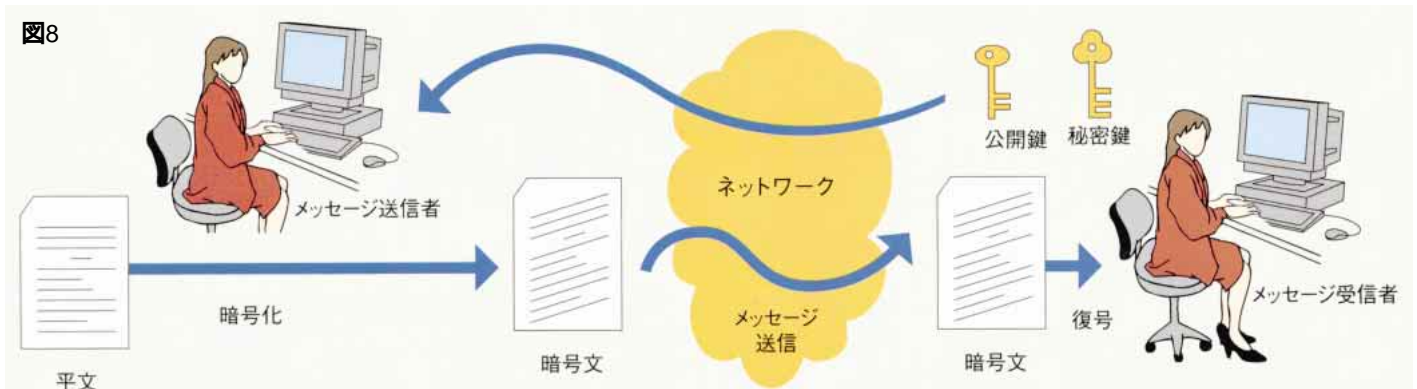 図8
公開鍵
秘密鍵
ネットワーク
メッセージ送信者
メッセージ受信者
暗号化
メッセージ
送信
復号
平文
暗号文
暗号文